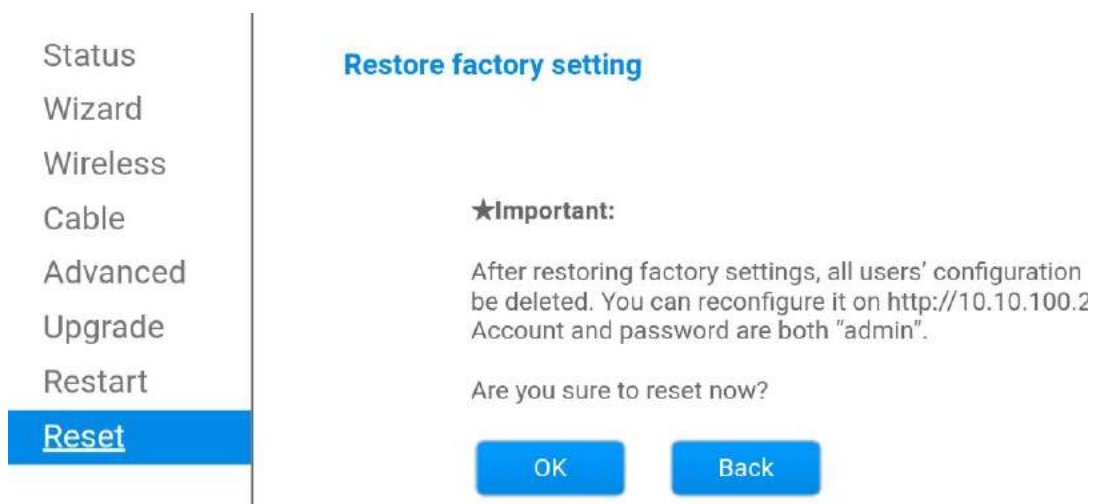 Status
Wizard
Wireless
Cable
Advanced
Upgrade
Restart
Reset
Restore factory setting
★Important:
After restoring factory settings, all users’ configuration
be deleted. You can reconfigure it on http://10.10.100.2
Account and password are both "admin".
Are you sure to reset now?
OK
Back